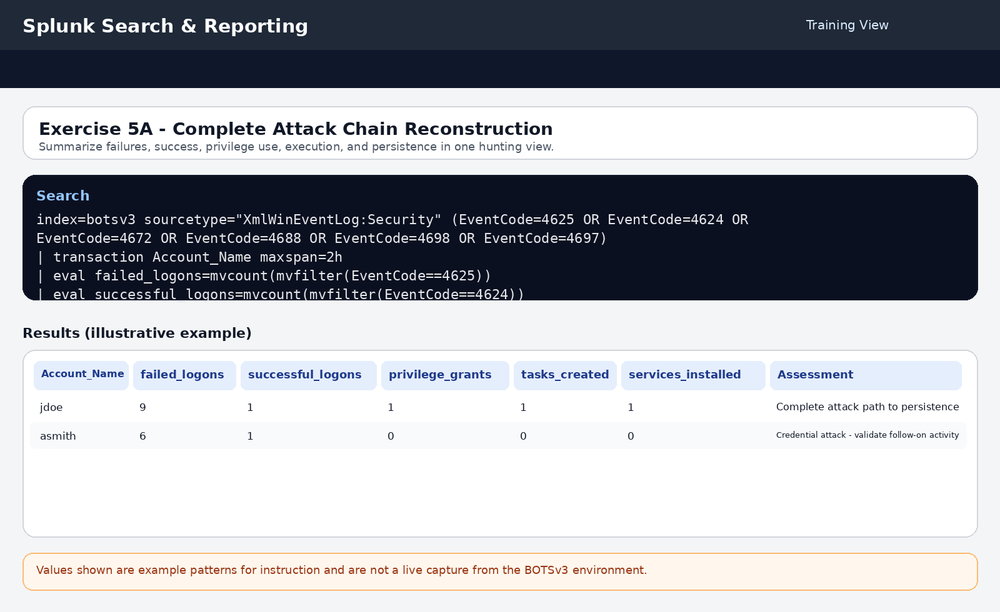 Splunk Search & Reporting
Training View
Exercise 5A - Complete Attack Chain Reconstruction
Summarize failures, success, privilege use, execution, and persistence in one hunting view.
Search
index=botsv3 sourcetype="XmlWinEventLog:Security" (EventCode=4625 OR EventCode=4624 OR
EventCode=4672 OR EventCode=4688 OR EventCode=4698 OR EventCode=4697)
| transaction Account_Name maxspan=2h
| eval failed_logons=mvcount(mvfilter(EventCode==4625))
| eval successful_logons=mvcount(mvfilter(EventCode==4624))
Results (illustrative example)
Account_Name failed_logons successful_logons privilege_grants tasks_created services_installed Assessment
jdoe 9 1 1 1 1 Complete attack path to persistence
asmith 6 1 0 0 0 Credential attack - validate follow-on activity
Values shown are example patterns for instruction and are not a live capture from the BOTSv3 environment.